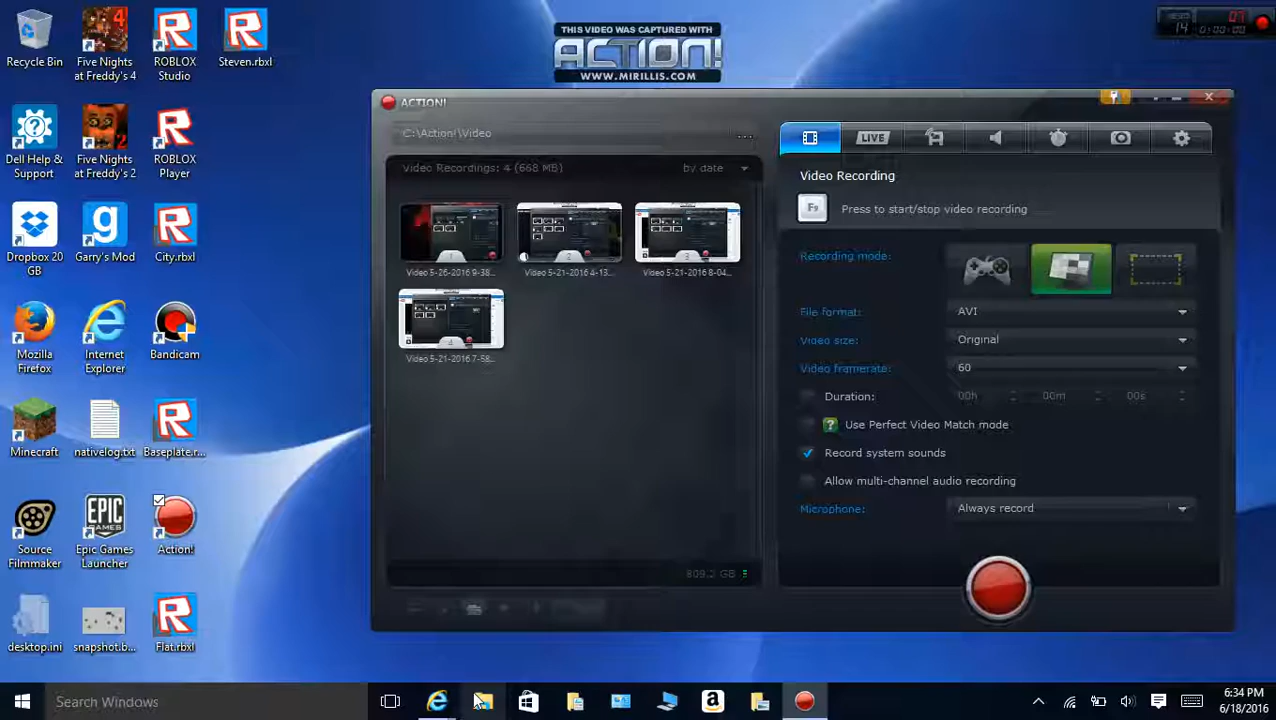 Recycle Bin
Five Nights at Freddy's 4
ROBLOX Studio
Steven.rbxl
Dell Help & Support
Five Nights at Freddy's 2
ROBLOX Player
Dropbox 20 GB
Garry's Mod
City.rbxl
Mozilla Firefox
Internet Explorer
Bandicam
Minecraft
nativelog.txt
Baseplate.r...
Source Filmmaker
EPIC GAMES
Epic Games Launcher
Action!
desktop.ini
snapshot.b...
Flat.rbxl
THIS VIDEO WAS CAPTURED WITH
ACTION!
WWW.MIRILLIS.COM
ACTION!
C:\Action!\Video
...
Video Recordings: 4 (668 MB)
by date
Video 5-26-2016 9-38...
Video 5-21-2016 4-13...
Video 5-21-2016 8-04...
Video 5-21-2016 7-58...
LIVE
Video Recording
F9
Press to start/stop video recording
Recording mode:
File format:
AVI
Video size:
Original
Video framerate:
60
Duration:
00h
00m
00s
? Use Perfect Video Match mode
Record system sounds
Allow multi-channel audio recording
Microphone:
Always record
Search Windows
6:34 PM
6/18/2016